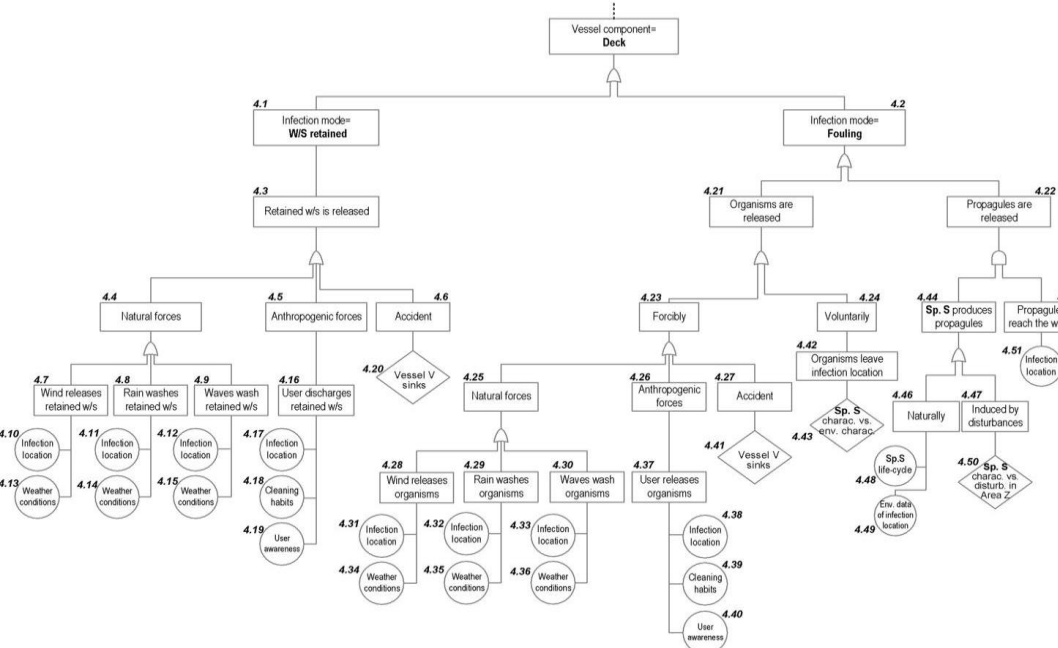 Vessel component=
Deck
4.1
Infection mode=
W/S retained
4.2
Infection mode=
Fouling
4.3
Retained w/s is released
4.21
Organisms are
released
4.22
Propagules are
released
4.4
Natural forces
4.5
Anthropogenic forces
4.6
Accident
4.23
Forcibly
4.24
Voluntarily
4.44
Sp. S produces
propagules
reach the
4.20
Vessel V
sinks
4.42
Organisms leave
infection location
4.51
Infection
location
4.7
Wind releases
retained w/s
4.8
Rain washes
retained w/s
4.9
Waves wash
retained w/s
4.16
User discharges
retained w/s
4.25
Natural forces
4.26
Anthropogenic
forces
4.27
Accident
4.43
Sp. S
charac. vs.
env. charac.
4.46
Naturally
4.47
Induced by
disturbances
4.10
Infection
location
4.11
Infection
location
4.12
Infection
location
4.17
Infection
location
4.41
Vessel V
sinks
4.13
Weather
conditions
4.14
Weather
conditions
4.15
Weather
conditions
4.18
Cleaning
habits
4.19
User
awareness
4.28
Wind releases
organisms
4.29
Rain washes
organisms
4.30
Waves wash
organisms
4.37
User releases
organisms
4.48
Sp.S
life-cycle
4.50
Sp. S
charac. vs
disturb. in
Area Z
4.49
Env. data
of infection
location
4.31
Infection
location
4.32
Infection
location
4.33
Infection
location
4.38
Infection
location
4.34
Weather
conditions
4.35
Weather
conditions
4.36
Weather
conditions
4.39
Cleaning
habits
4.40
User
awareness